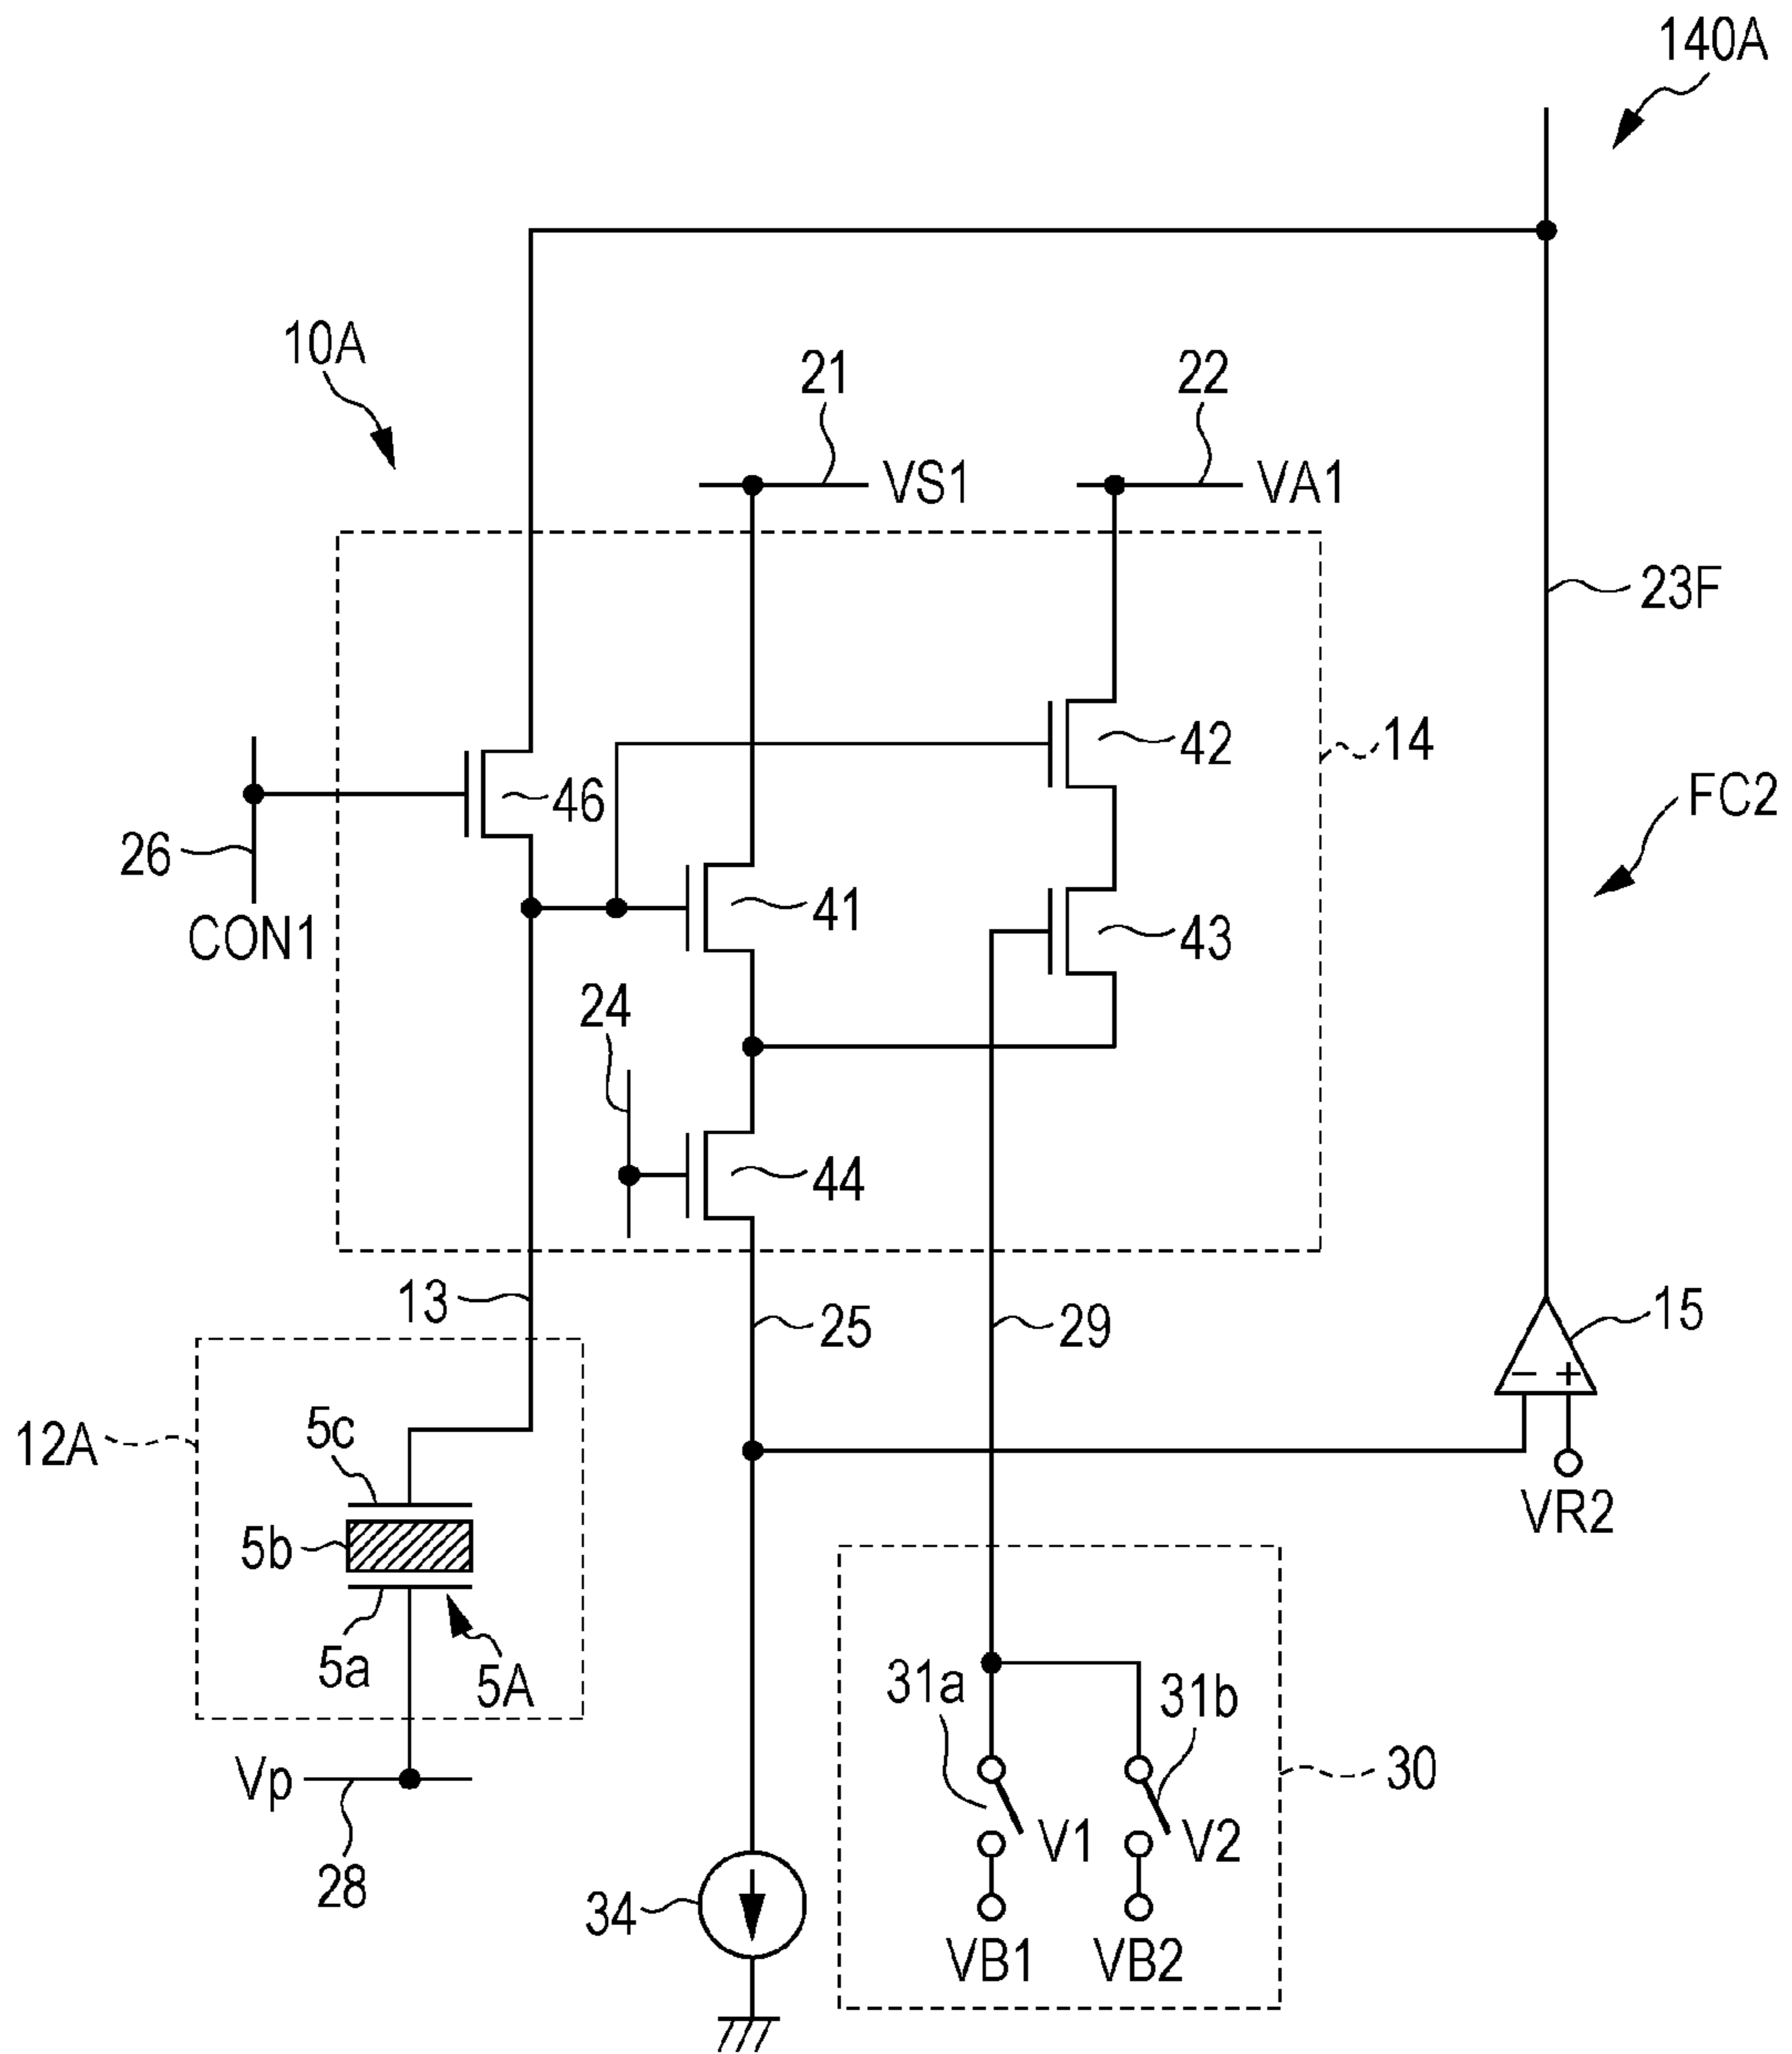 140A
10A
21
22
VS1
VA1
23F
46
42
14
FC2
26
CON1
41
43
24
44
13
25
29
15
− +
12A
5c
5b
5a
5A
VR2
31a
31b
30
Vp
28
V1
V2
34
VB1
VB2